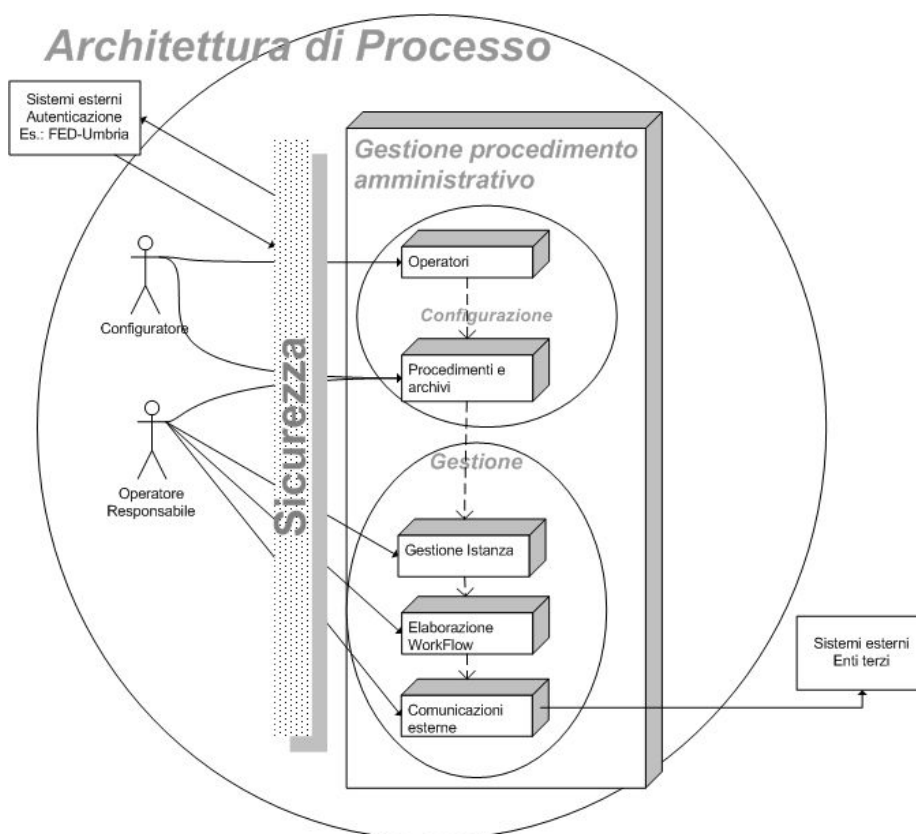 Architettura di Processo
Sistemi esterni
Autenticazione
Es.: FED-Umbria
Gestione procedimento
amministrativo
Operatori
Configurazione
Configuratore
Procedimenti e
archivi
Sicurezza
Operatore
Responsabile
Gestione
Gestione Istanza
Elaborazione
WorkFlow
Sistemi esterni
Enti terzi
Comunicazioni
esterne